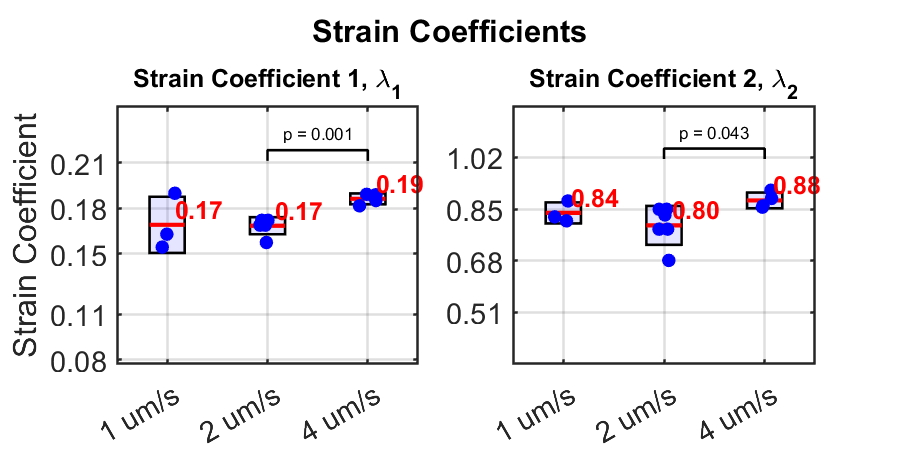 Strain Coefficients
Strain Coefficient 1, λ1
Strain Coefficient
0.21
0.18
0.15
0.11
0.08
p = 0.001
0.17
0.17
0.19
1 um/s
2 um/s
4 um/s
Strain Coefficient 2, λ2
1.02
0.85
0.68
0.51
p = 0.043
0.84
0.80
0.88
1 um/s
2 um/s
4 um/s